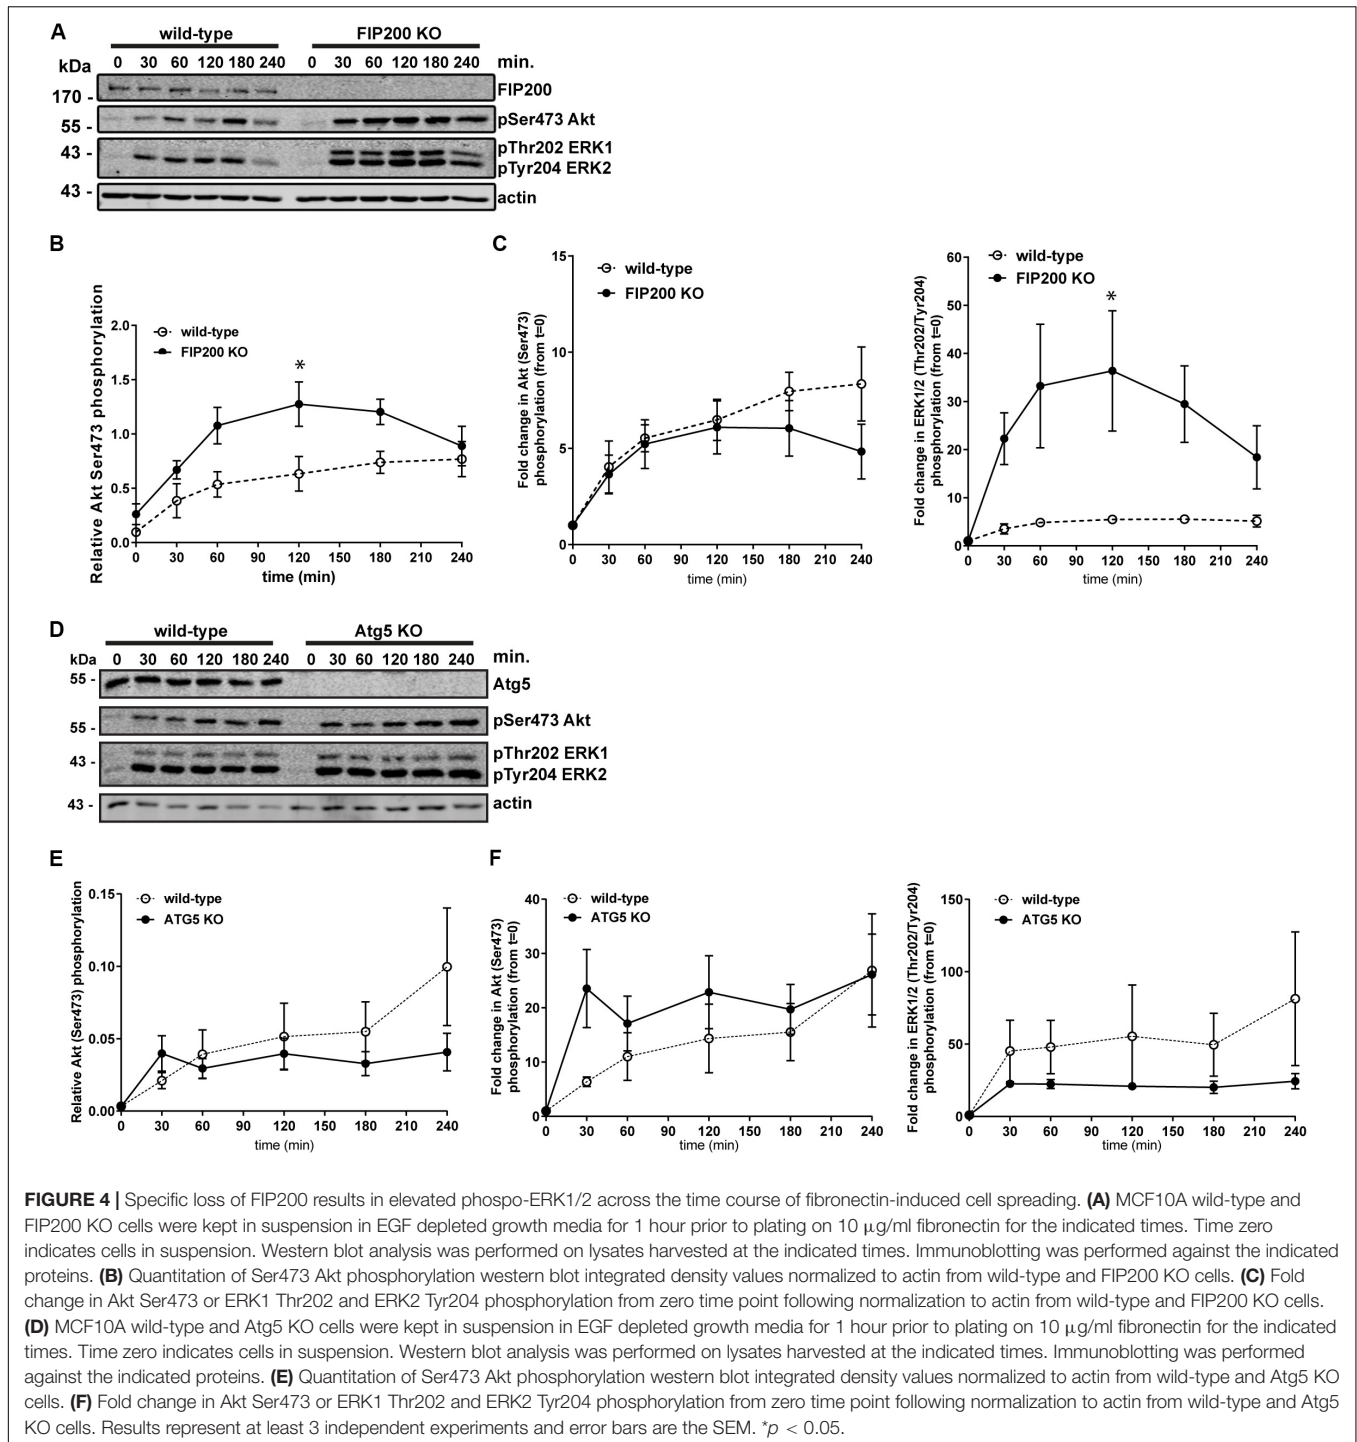 A
wild-type FIP200 KO
0 30 60 120 180 240 0 30 60 120 180 240 min.
kDa
170 - FIP200
55 - pSer473 Akt
43 - pThr202 ERK1
pTyr204 ERK2
43 - actin
B
Relative Akt Ser473 phosphorylation
2.0
1.5
1.0
0.5
0.0
wild-type
FIP200 KO
*
0 30 60 90 120 150 180 210 240
time (min)
C
Fold change in Akt (Ser473)
phosphorylation (from t=0)
15
10
5
0
wild-type
FIP200 KO
0 30 60 90 120 150 180 210 240
time (min)
Fold change in ERK1/2 (Thr202/Tyr204)
phosphorylation (from t=0)
60
50
40
30
20
10
0
wild-type
FIP200 KO
*
0 30 60 90 120 150 180 210 240
time (min)
D
wild-type Atg5 KO
kDa 0 30 60 120 180 240 0 30 60 120 180 240 min.
55 - Atg5
55 - pSer473 Akt
43 - pThr202 ERK1
pTyr204 ERK2
43 - actin
E
Relative Akt (Ser473) phosphorylation
0.15
0.10
0.05
0.00
wild-type
ATG5 KO
0 30 60 90 120 150 180 210 240
time (min)
F
Fold change in Akt (Ser473)
phosphorylation (from t=0)
40
30
20
10
0
wild-type
ATG5 KO
0 30 60 90 120 150 180 210 240
time (min)
Fold change in ERK1/2 (Thr202/Tyr204)
phosphorylation (from t=0)
150
100
50
0
wild-type
ATG5 KO
0 30 60 90 120 150 180 210 240
time (min)
FIGURE 4 | Specific loss of FIP200 results in elevated phospo-ERK1/2 across the time course of fibronectin-induced cell spreading. (A) MCF10A wild-type and
FIP200 KO cells were kept in suspension in EGF depleted growth media for 1 hour prior to plating on 10 μg/ml fibronectin for the indicated times. Time zero
indicates cells in suspension. Western blot analysis was performed on lysates harvested at the indicated times. Immunoblotting was performed against the indicated
proteins. (B) Quantitation of Ser473 Akt phosphorylation western blot integrated density values normalized to actin from wild-type and FIP200 KO cells. (C) Fold
change in Akt Ser473 or ERK1 Thr202 and ERK2 Tyr204 phosphorylation from zero time point following normalization to actin from wild-type and FIP200 KO cells.
(D) MCF10A wild-type and Atg5 KO cells were kept in suspension in EGF depleted growth media for 1 hour prior to plating on 10 μg/ml fibronectin for the indicated
times. Time zero indicates cells in suspension. Western blot analysis was performed on lysates harvested at the indicated times. Immunoblotting was performed
against the indicated proteins. (E) Quantitation of Ser473 Akt phosphorylation western blot integrated density values normalized to actin from wild-type and Atg5 KO
cells. (F) Fold change in Akt Ser473 or ERK1 Thr202 and ERK2 Tyr204 phosphorylation from zero time point following normalization to actin from wild-type and Atg5
KO cells. Results represent at least 3 independent experiments and error bars are the SEM. *p < 0.05.